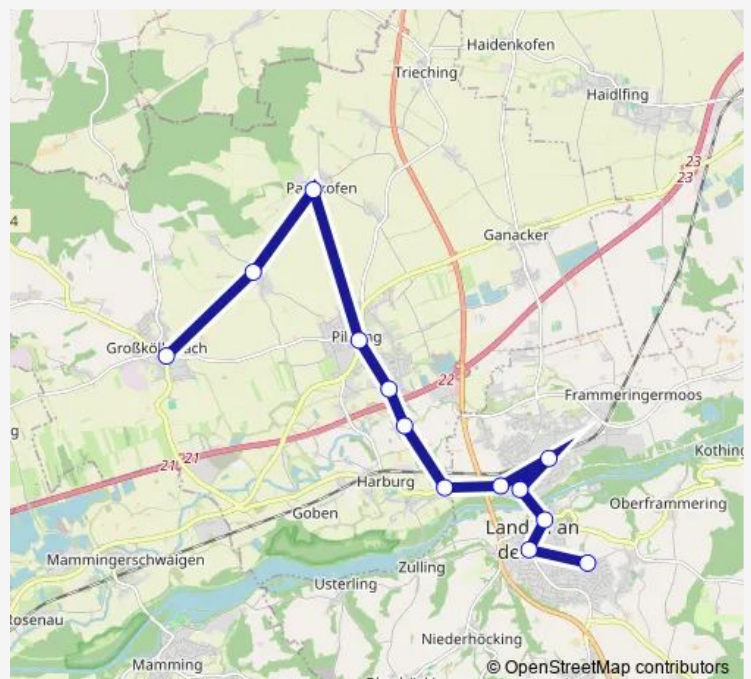 Haidenkofen
Trieching
Haidlfing
23
23
4
Ganacker
22
Frammeringermoos
21
21
Kothing
Harburg
Oberframmering
Goben
Mammingerschwaigen
Zulling
Usterling
Niederhöcking
Mamming
© OpenStreetMap contributors